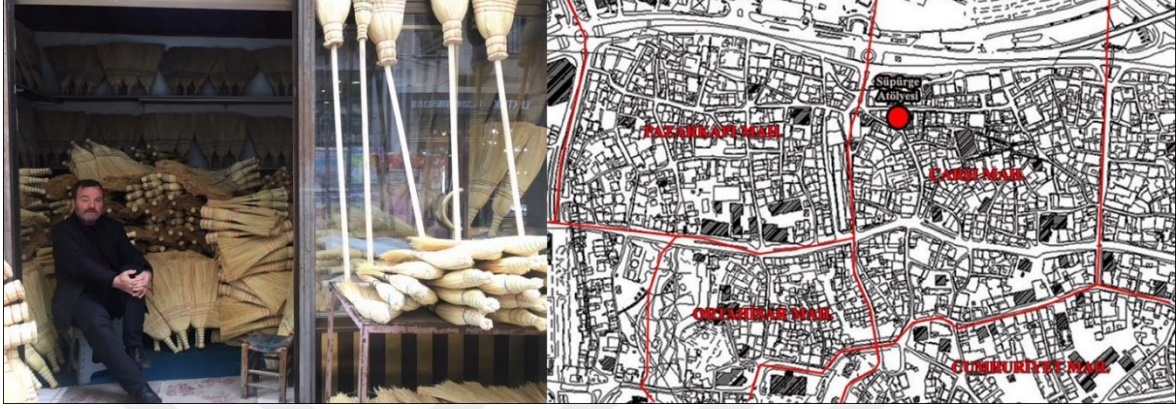 Süpürge
Atölyesi
PAZARKAPI MAH.
ÇARŞI MAH.
ORTAHİSAR MAH.
CUMHURİYET MAH.